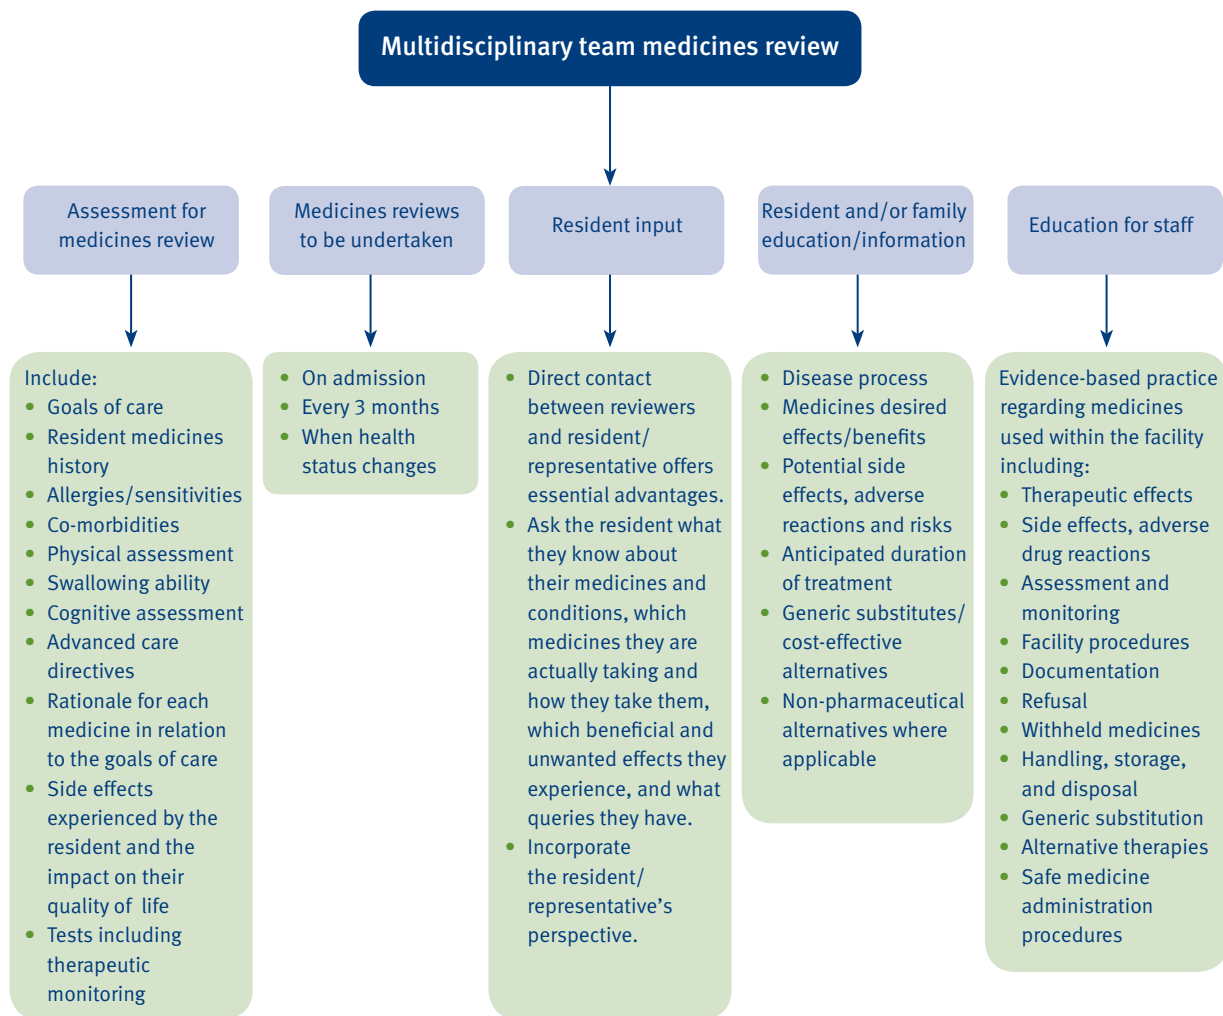 Multidisciplinary team medicines review
Assessment for
medicines review
Medicines reviews
to be undertaken
Resident input
Resident and/or family
education/information
Education for staff
Include:
• Goals of care
• Resident medicines
history
• Allergies/sensitivities
• Co-morbidities
• Physical assessment
• Swallowing ability
• Cognitive assessment
• Advanced care
directives
• Rationale for each
medicine in relation
to the goals of care
• Side effects
experienced by the
resident and the
impact on their
quality of life
• Tests including
therapeutic
monitoring
• On admission
• Every 3 months
• When health
status changes
• Direct contact
between reviewers
and resident/
representative offers
essential advantages.
• Ask the resident what
they know about
their medicines and
conditions, which
medicines they are
actually taking and
how they take them,
which beneficial and
unwanted effects they
experience, and what
queries they have.
• Incorporate
the resident/
representative’s
perspective.
• Disease process
• Medicines desired
effects/benefits
• Potential side
effects, adverse
reactions and risks
• Anticipated duration
of treatment
• Generic substitutes/
cost-effective
alternatives
• Non-pharmaceutical
alternatives where
applicable
Evidence-based practice
regarding medicines
used within the facility
including:
• Therapeutic effects
• Side effects, adverse
drug reactions
• Assessment and
monitoring
• Facility procedures
• Documentation
• Refusal
• Withheld medicines
• Handling, storage,
and disposal
• Generic substitution
• Alternative therapies
• Safe medicine
administration
procedures